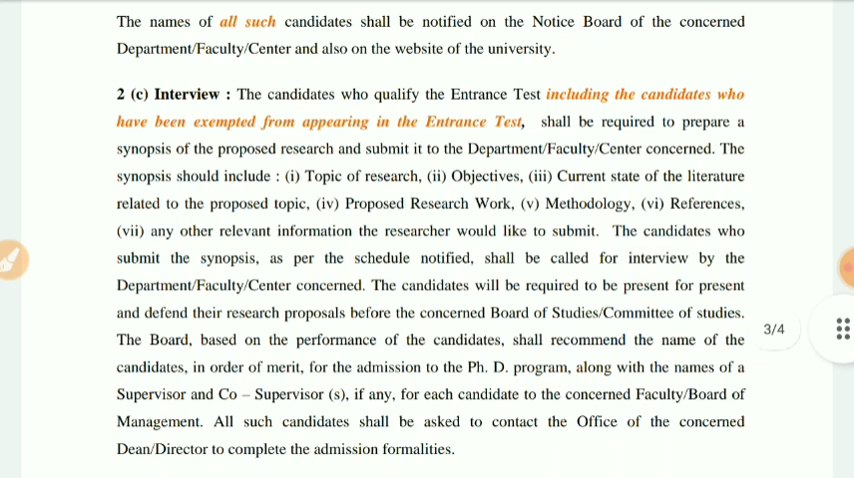 The names of all such candidates shall be notified on the Notice Board of the concerned
Department/Faculty/Center and also on the website of the university.
2 (c) Interview : The candidates who qualify the Entrance Test including the candidates who
have been exempted from appearing in the Entrance Test, shall be required to prepare a
synopsis of the proposed research and submit it to the Department/Faculty/Center concerned. The
synopsis should include : (i) Topic of research, (ii) Objectives, (iii) Current state of the literature
related to the proposed topic, (iv) Proposed Research Work, (v) Methodology, (vi) References,
(vii) any other relevant information the researcher would like to submit. The candidates who
submit the synopsis, as per the schedule notified, shall be called for interview by the
Department/Faculty/Center concerned. The candidates will be required to be present for present
and defend their research proposals before the concerned Board of Studies/Committee of studies.
The Board, based on the performance of the candidates, shall recommend the name of the
candidates, in order of merit, for the admission to the Ph. D. program, along with the names of a
Supervisor and Co – Supervisor (s), if any, for each candidate to the concerned Faculty/Board of
Management. All such candidates shall be asked to contact the Office of the concerned
Dean/Director to complete the admission formalities.
3/4